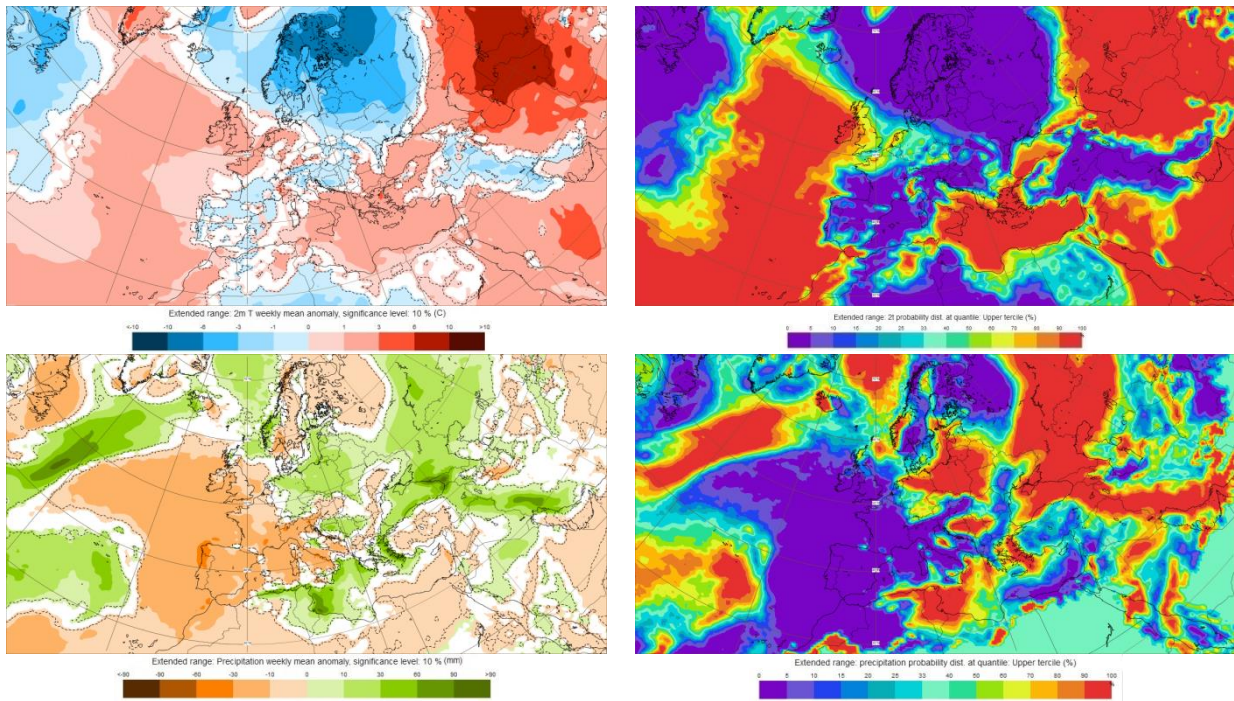 Extended range: 2m T weekly mean anomaly, significance level: 10 % (C)
<-10 -10 -6 -3 -1 0 1 3 6 10 >10
Extended range: 2t probability dist. at quantile: Upper tercile (%)
0 5 10 15 20 33 40 50 60 70 80 90 100
%
Extended range: Precipitation weekly mean anomaly, significance level: 10 % (mm)
<-90 -90 -60 -30 -10 0 10 30 60 90 >90
Extended range: precipitation probability dist. at quantile: Upper tercile (%)
0 5 10 15 20 33 40 50 60 70 80 90 100
%